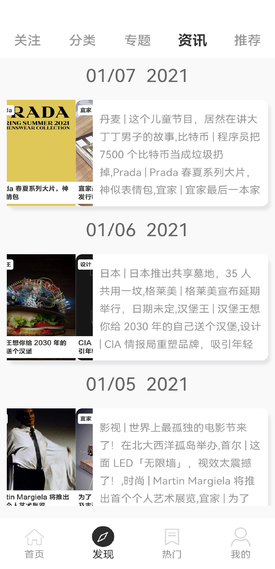 关注 分类 专题 资讯 推荐
01/07 2021
PRADA
SPRING SUMMER 2021
MENSWEAR COLLECTION
宜家
春夏系列大片，神
情包
宜家
发行
丹麦 | 这个儿童节目，居然在讲大
丁丁男子的故事,比特币 | 程序员把
7500 个比特币当成垃圾扔
掉,Prada | Prada 春夏系列大片，
神似表情包,宜家 | 宜家最后一本家
01/06 2021
王
设计
王想你给 2030 年的
送个汉堡
CIA
引年
日本 | 日本推出共享墓地，35 人
共用一坟,格莱美 | 格莱美宣布延期
举行，日期未定,汉堡王 | 汉堡王想
你给 2030 年的自己送个汉堡,设计
| CIA 情报局重塑品牌，吸引年轻
01/05 2021
宜家
Martin Margiela 将推出
个人艺术展览
为了
影视 | 世界上最孤独的电影节来
了！在北大西洋孤岛举办,首尔 | 这
面 LED「无限墙」，视效太震撼
了！,时尚 | Martin Margiela 将推
出首个个人艺术展览,宜家 | 为了
首页 发现 热门 我的